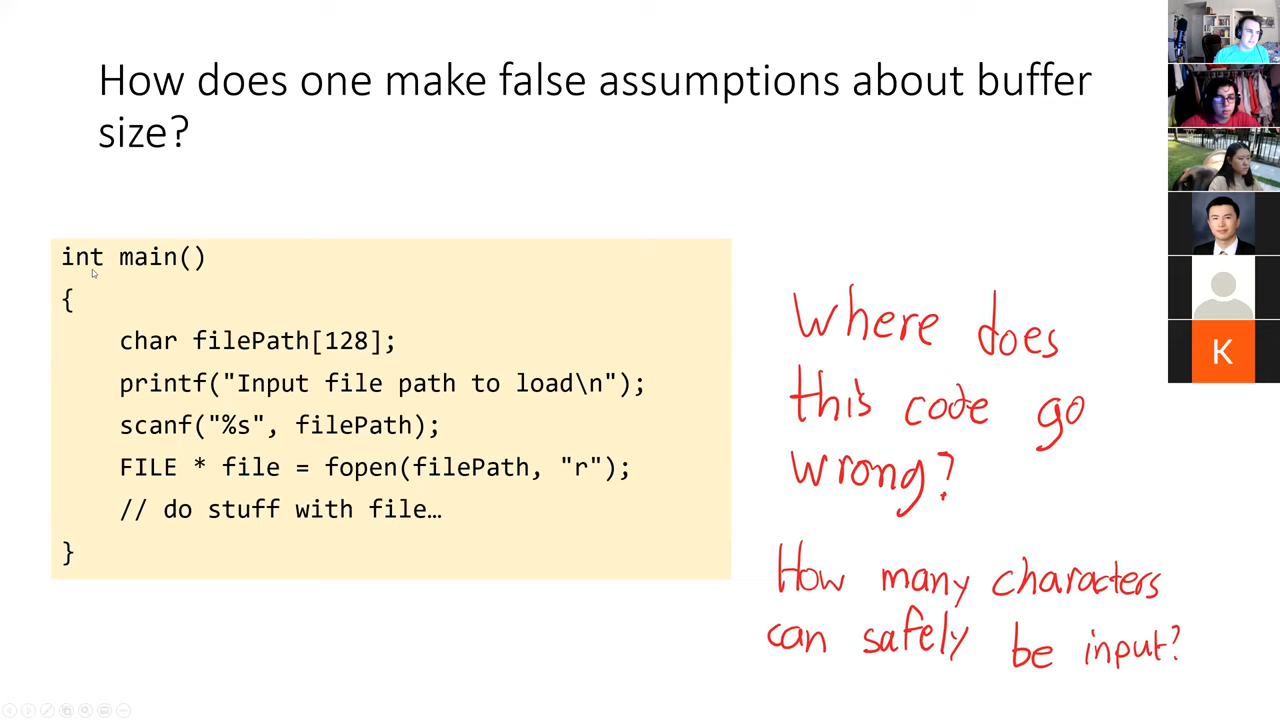 How does one make false assumptions about buffer
size?
int main()
{
char filePath[128];
printf("Input file path to load\n");
scanf("%s", filePath);
FILE * file = fopen(filePath, "r");
// do stuff with file…
}
Where does
this code go
wrong?
How many characters
can safely be input?
K